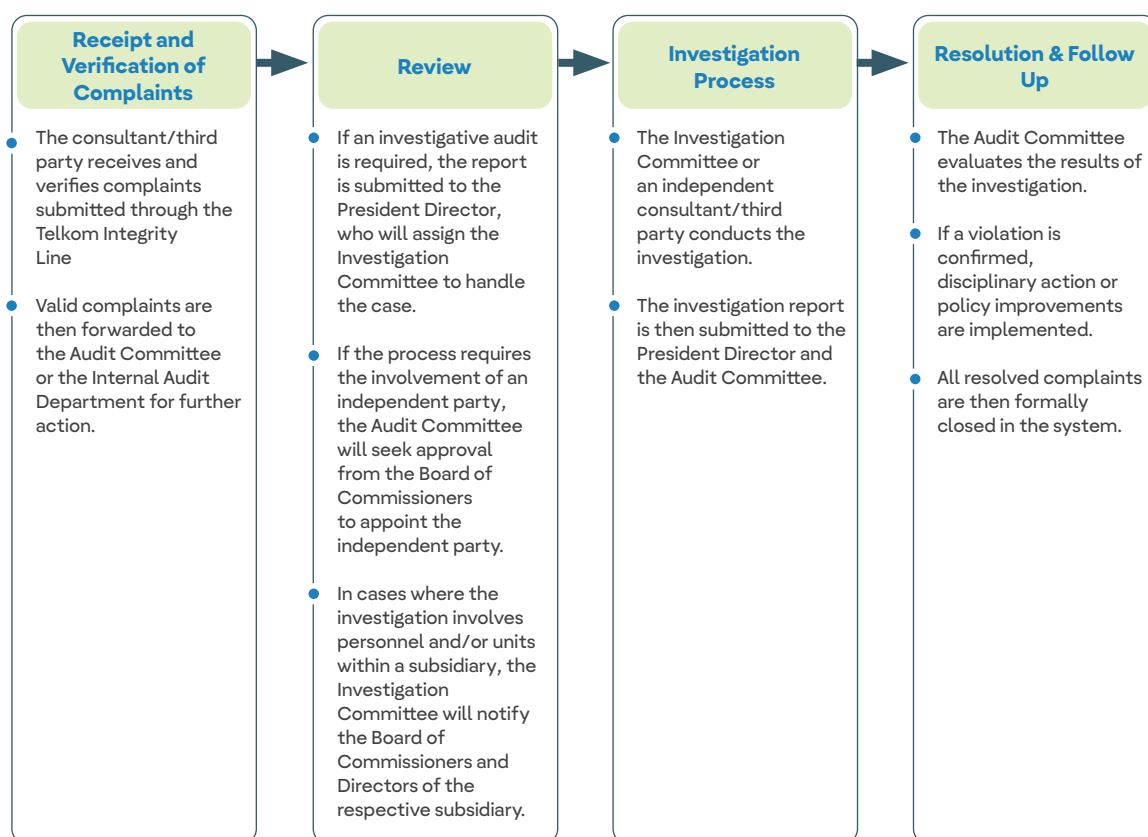 Receipt and
Verification of
Complaints
The consultant/third
party receives and
verifies complaints
submitted through the
Telkom Integrity
Line
Valid complaints are
then forwarded to
the Audit Committee
or the Internal Audit
Department for further
action.
Review
If an investigative audit
is required, the report
is submitted to the
President Director,
who will assign the
Investigation
Committee to handle
the case.
If the process requires
the involvement of an
independent party,
the Audit Committee
will seek approval
from the Board of
Commissioners
to appoint the
independent party.
In cases where the
investigation involves
personnel and/or units
within a subsidiary, the
Investigation
Committee will notify
the Board of
Commissioners and
Directors of the
respective subsidiary.
Investigation
Process
The Investigation
Committee or
an independent
consultant/third
party conducts the
investigation.
The investigation report
is then submitted to the
President Director and
the Audit Committee.
Resolution & Follow
Up
The Audit Committee
evaluates the results of
the investigation.
If a violation is
confirmed,
disciplinary action or
policy improvements
are implemented.
All resolved complaints
are then formally
closed in the system.